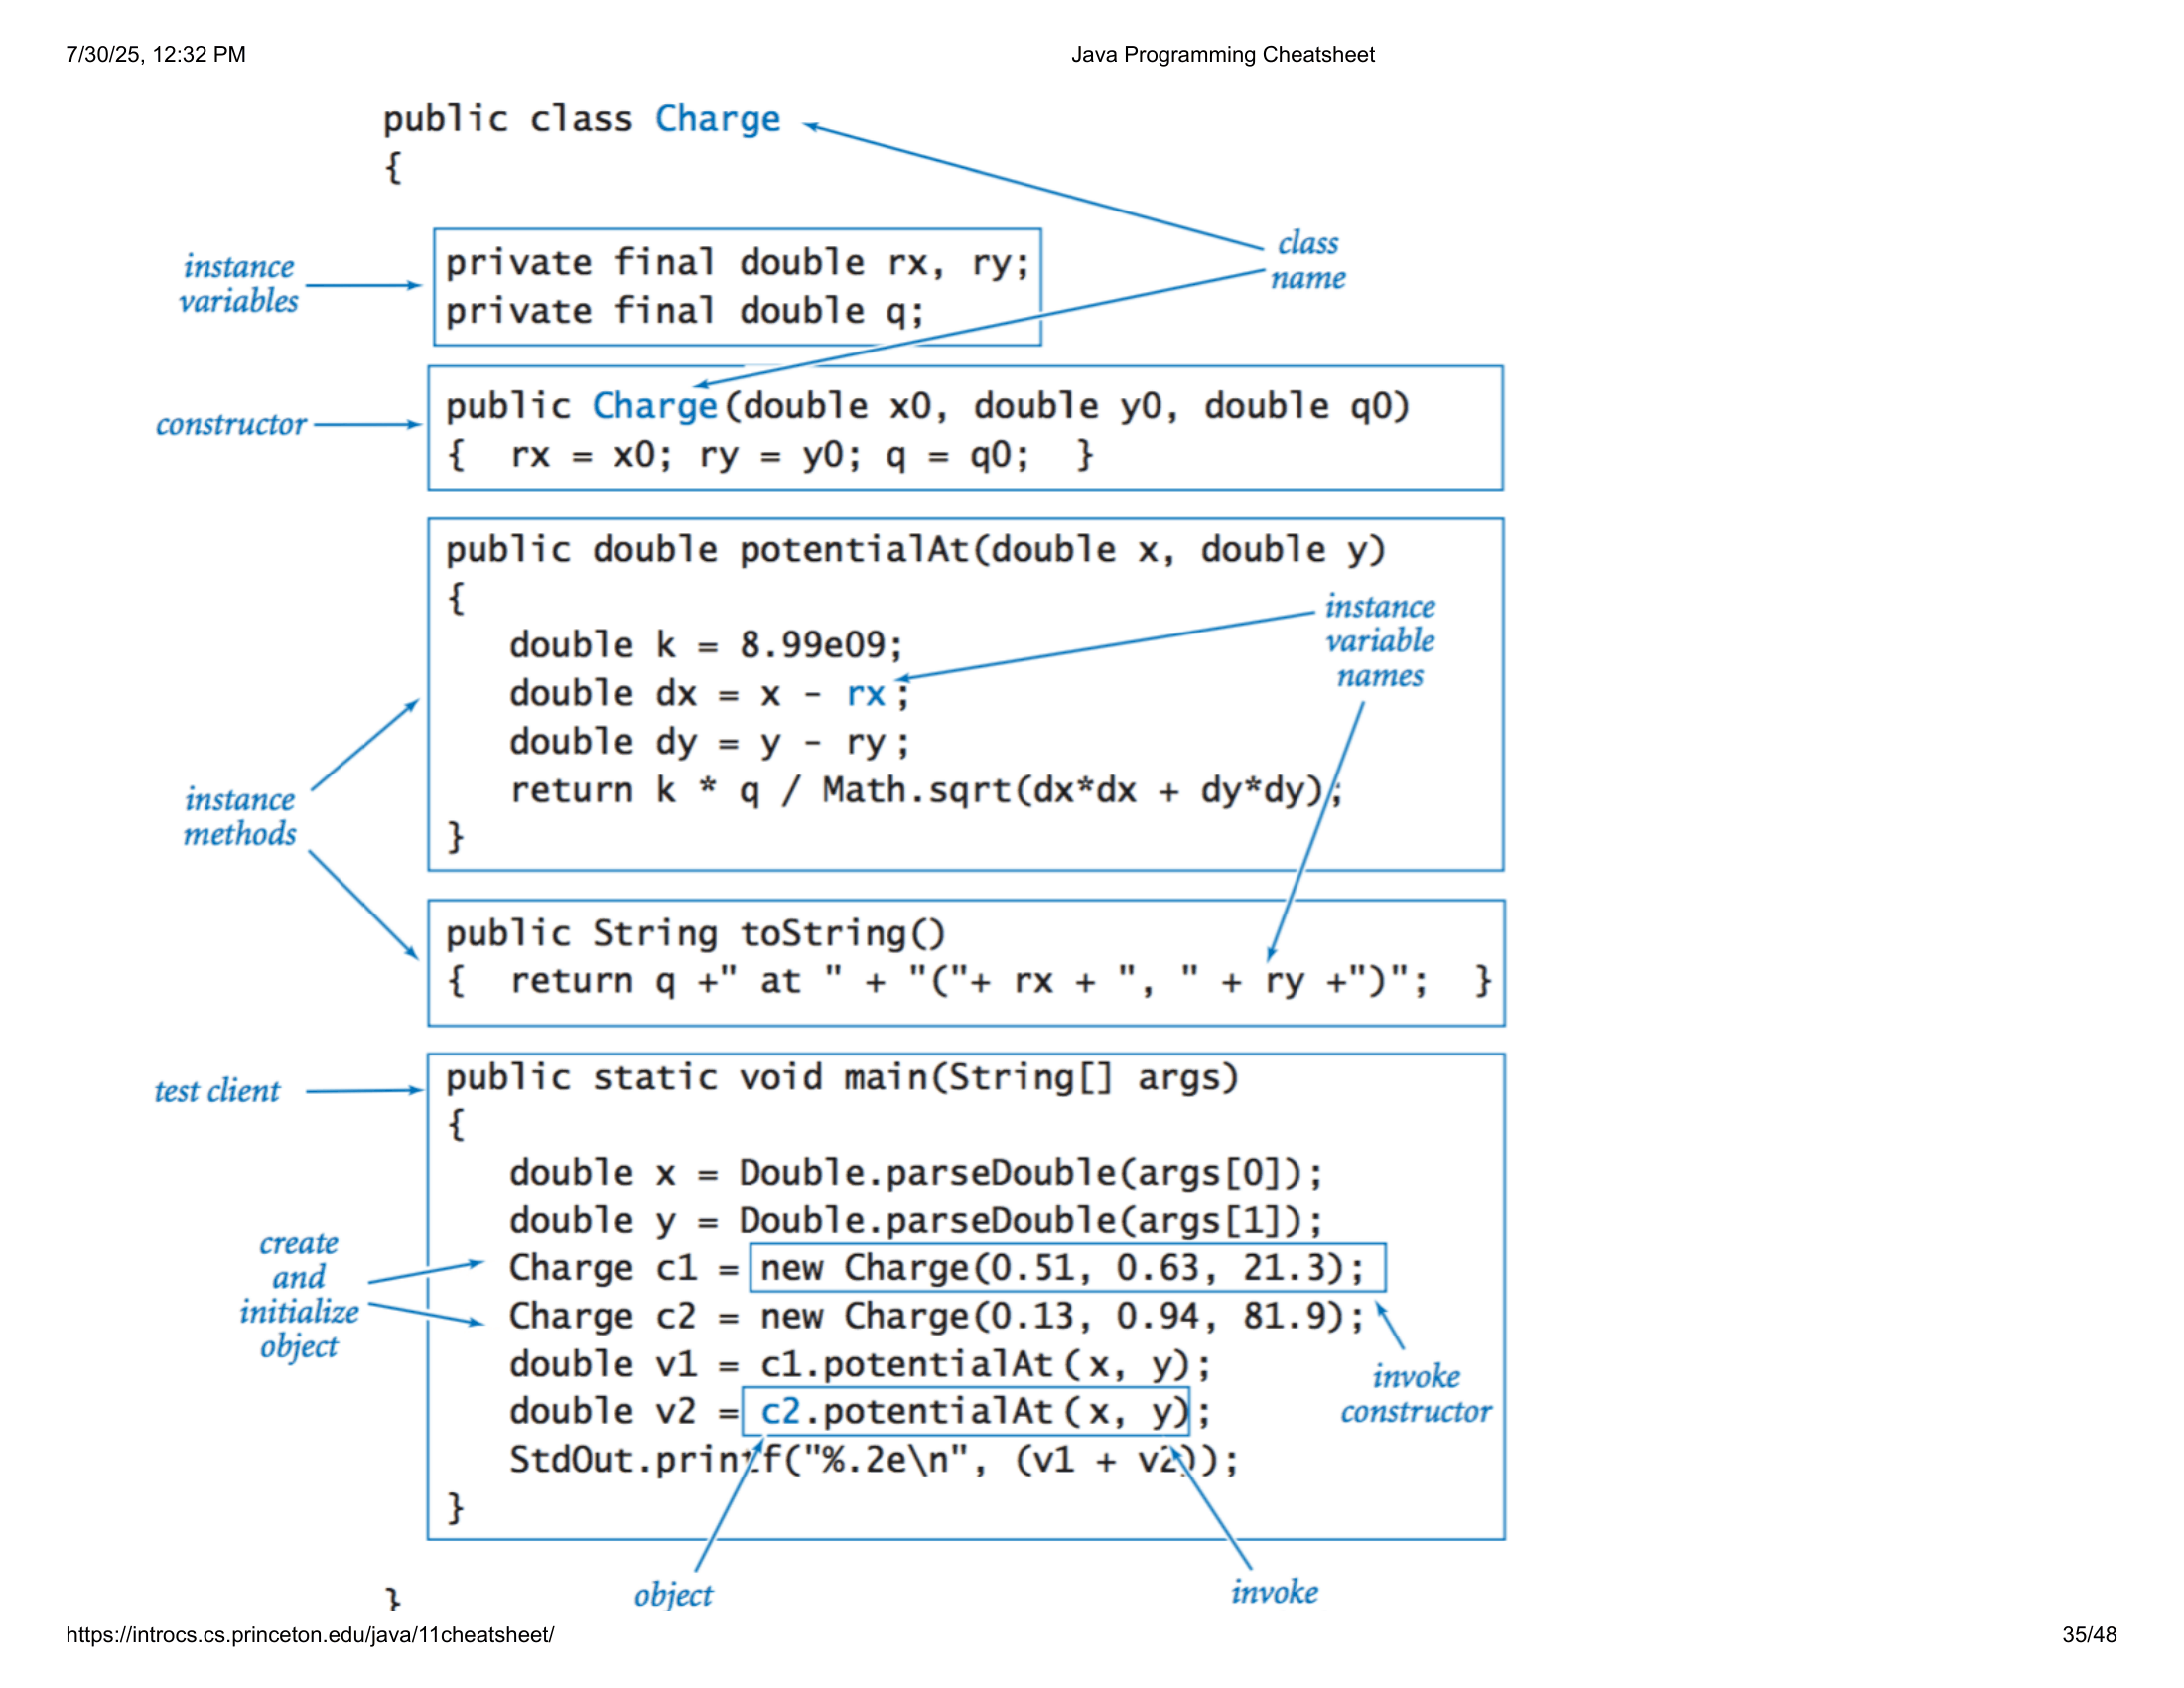 7/30/25, 12:32 PM
Java Programming Cheatsheet
public class Charge
{
class
name
instance
variables
private final double rx, ry;
private final double q;
constructor
public Charge(double x0, double y0, double q0)
{  rx = x0; ry = y0; q = q0;  }
instance
methods
public double potentialAt(double x, double y)
{
   double k = 8.99e09;
   double dx = x - rx;
   double dy = y - ry;
   return k * q / Math.sqrt(dx*dx + dy*dy);
}
instance
variable
names
public String toString()
{  return q +" at " + "("+ rx + ", " + ry +")";  }
test client
public static void main(String[] args)
{
   double x = Double.parseDouble(args[0]);
   double y = Double.parseDouble(args[1]);
   Charge c1 = new Charge(0.51, 0.63, 21.3);
   Charge c2 = new Charge(0.13, 0.94, 81.9);
   double v1 = c1.potentialAt(x, y);
   double v2 = c2.potentialAt(x, y);
   StdOut.printf("%.2e\n", (v1 + v2));
}
create
and
initialize
object
invoke
constructor
}
object
invoke
https://introcs.cs.princeton.edu/java/11cheatsheet/
35/48